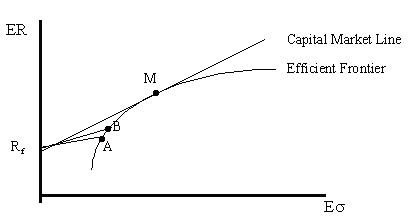 ER
Capital Market Line
Efficient Frontier
M
B
A
Rf
Eσ